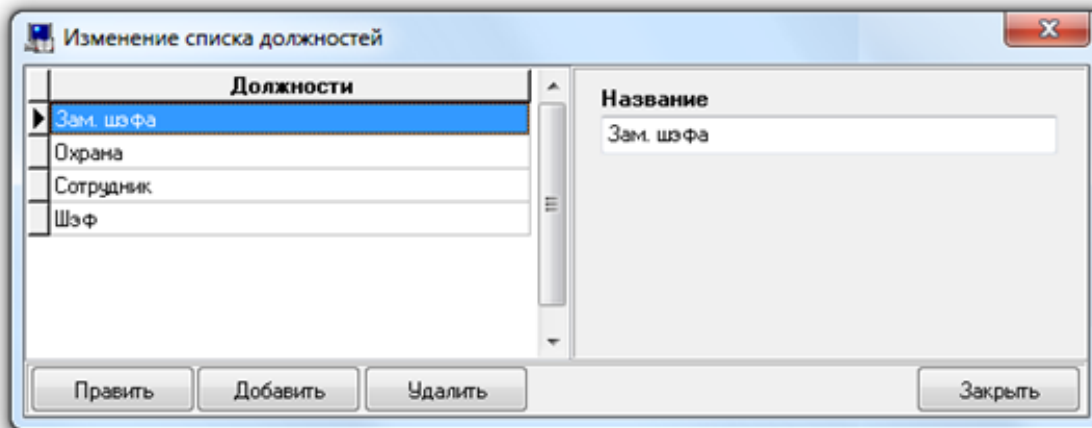 Изменение списка должностей
Должности
Зам. шэфа
Охрана
Сотрудник
Шэф
Название
Зам. шэфа
Править
Добавить
Удалить
Закрыть